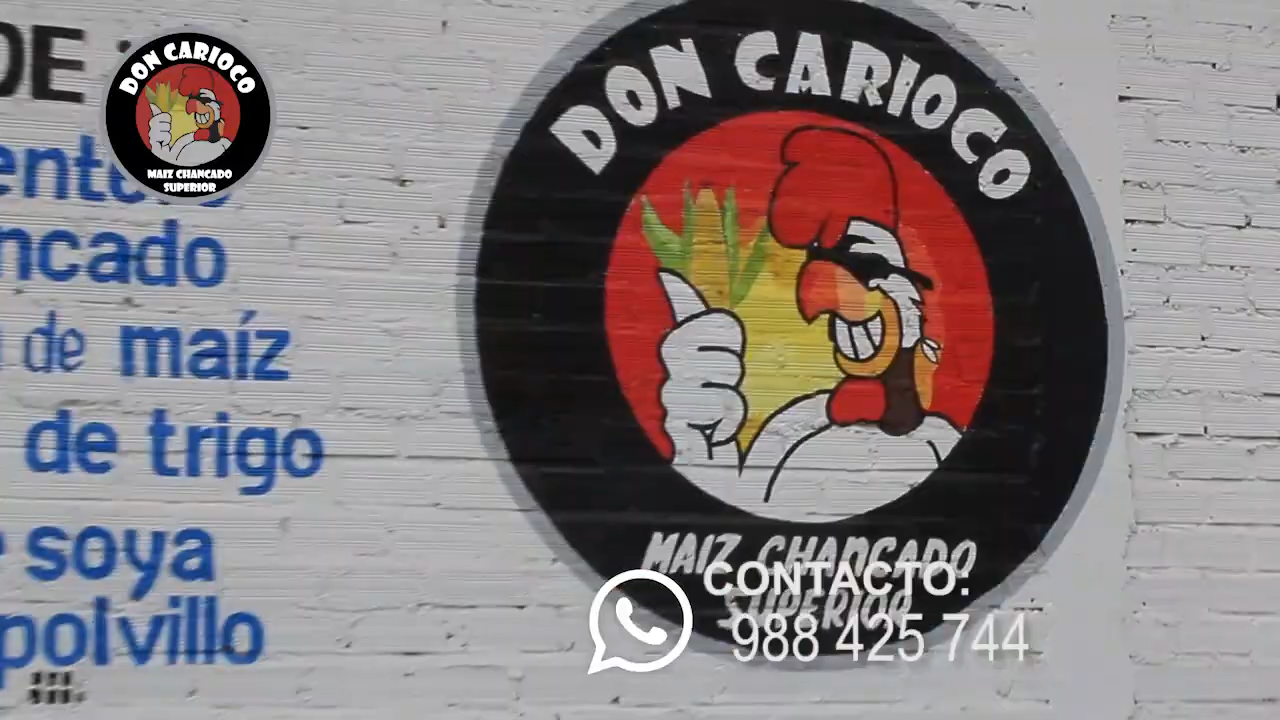 DE
DON CARIOCO
MAIZ CHANCADO
SUPERIOR
ncado
de maíz
de trigo
soya
polvillo
DON CARIOCO
MAIZ CHANCADO
SUPERIOR
CONTACTO:
988 425 744